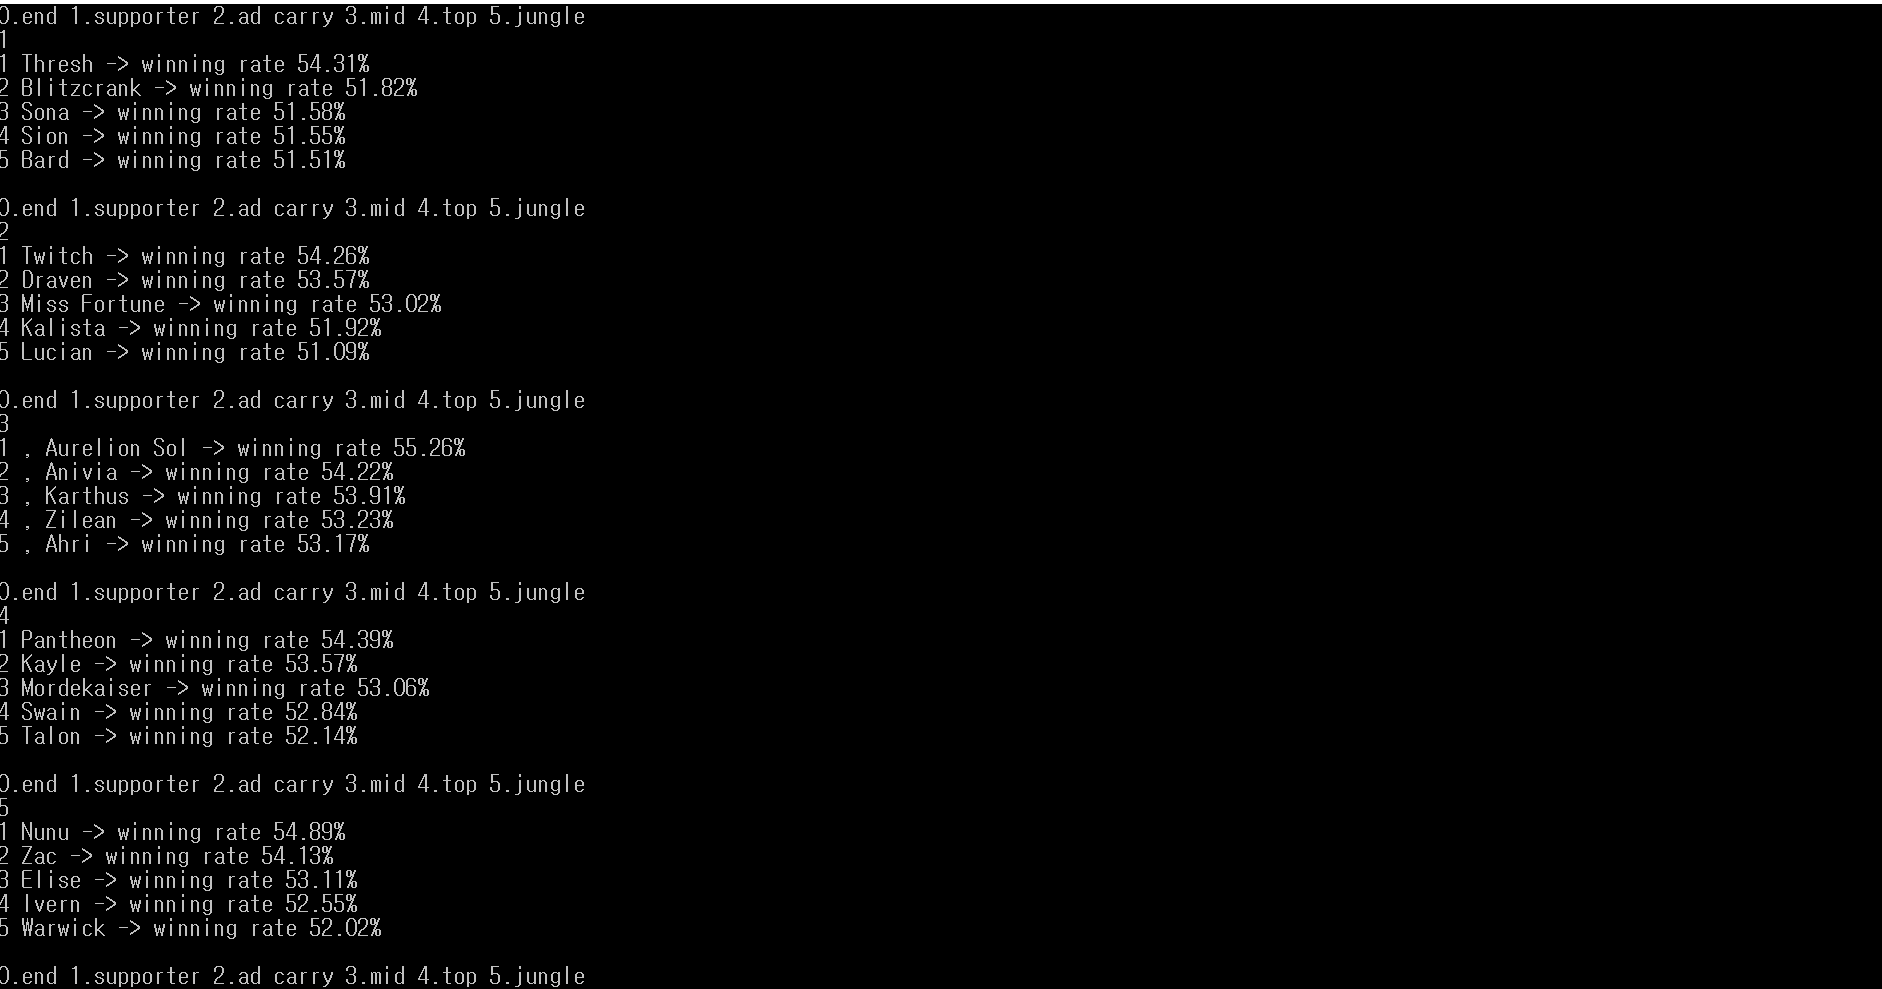 0.end 1.supporter 2.ad carry 3.mid 4.top 5.jungle
1
1 Thresh -> winning rate 54.31%
2 Blitzcrank -> winning rate 51.82%
3 Sona -> winning rate 51.58%
4 Sion -> winning rate 51.55%
5 Bard -> winning rate 51.51%

0.end 1.supporter 2.ad carry 3.mid 4.top 5.jungle
2
1 Twitch -> winning rate 54.26%
2 Draven -> winning rate 53.57%
3 Miss Fortune -> winning rate 53.02%
4 Kalista -> winning rate 51.92%
5 Lucian -> winning rate 51.09%

0.end 1.supporter 2.ad carry 3.mid 4.top 5.jungle
3
1 , Aurelion Sol -> winning rate 55.26%
2 , Anivia -> winning rate 54.22%
3 , Karthus -> winning rate 53.91%
4 , Zilean -> winning rate 53.23%
5 , Ahri -> winning rate 53.17%

0.end 1.supporter 2.ad carry 3.mid 4.top 5.jungle
4
1 Pantheon -> winning rate 54.39%
2 Kayle -> winning rate 53.57%
3 Mordekaiser -> winning rate 53.06%
4 Swain -> winning rate 52.84%
5 Talon -> winning rate 52.14%

0.end 1.supporter 2.ad carry 3.mid 4.top 5.jungle
5
1 Nunu -> winning rate 54.89%
2 Zac -> winning rate 54.13%
3 Elise -> winning rate 53.11%
4 Ivern -> winning rate 52.55%
5 Warwick -> winning rate 52.02%

0.end 1.supporter 2.ad carry 3.mid 4.top 5.jungle